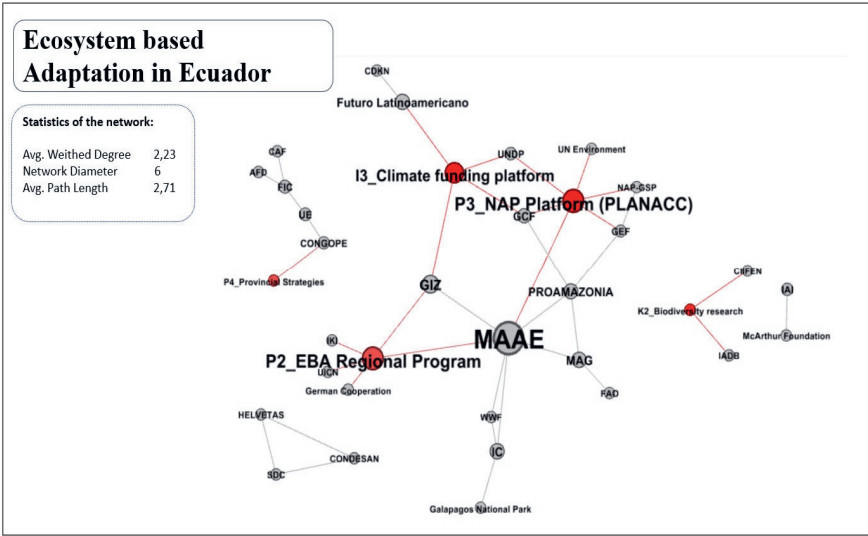 Ecosystem based
Adaptation in Ecuador
Statistics of the network:
Avg. Weithed Degree 2,23
Network Diameter 6
Avg. Path Length 2,71
CDKN
Futuro Latinoamericano
UNDP
UN Environment
I3_Climate funding platform
NAP-GSP
P3_NAP Platform (PLANACC)
GCF
GEF
CAF
AFD
FIC
UE
CONGOPE
P4_Provincial Strategies
GIZ
PROAMAZONIA
CIIFEN
IAI
K2_Biodiversity research
McArthur Foundation
IADB
MAAE
IKI
P2_EBA Regional Program
UICN
German Cooperation
MAG
FAO
HELVETAS
WWF
CONDESAN
IC
SDC
Galapagos National Park